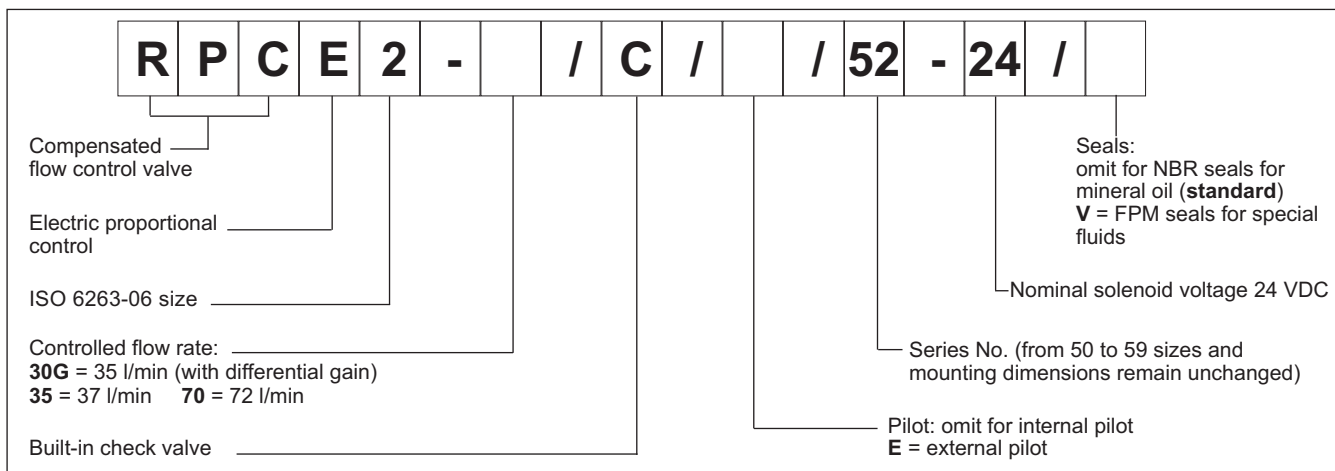 R P C E 2 - / C / / 52 - 24 /
Compensated
flow control valve
Electric proportional
control
ISO 6263-06 size
Controlled flow rate:
30G = 35 l/min (with differential gain)
35 = 37 l/min 70 = 72 l/min
Built-in check valve
Seals:
omit for NBR seals for
mineral oil (standard)
V = FPM seals for special
fluids
Nominal solenoid voltage 24 VDC
Series No. (from 50 to 59 sizes and
mounting dimensions remain unchanged)
Pilot: omit for internal pilot
E = external pilot